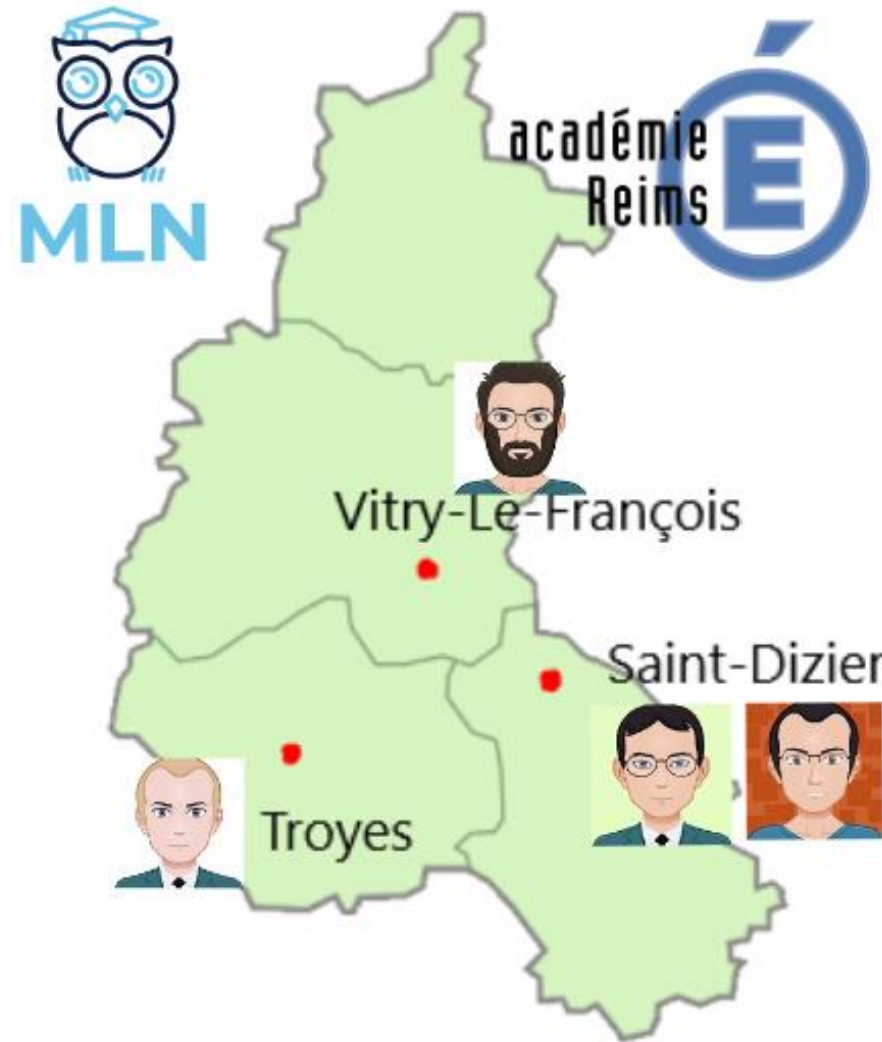 MLN
académie
Reims
É
Vitry-Le-François
Saint-Dizier
Troyes